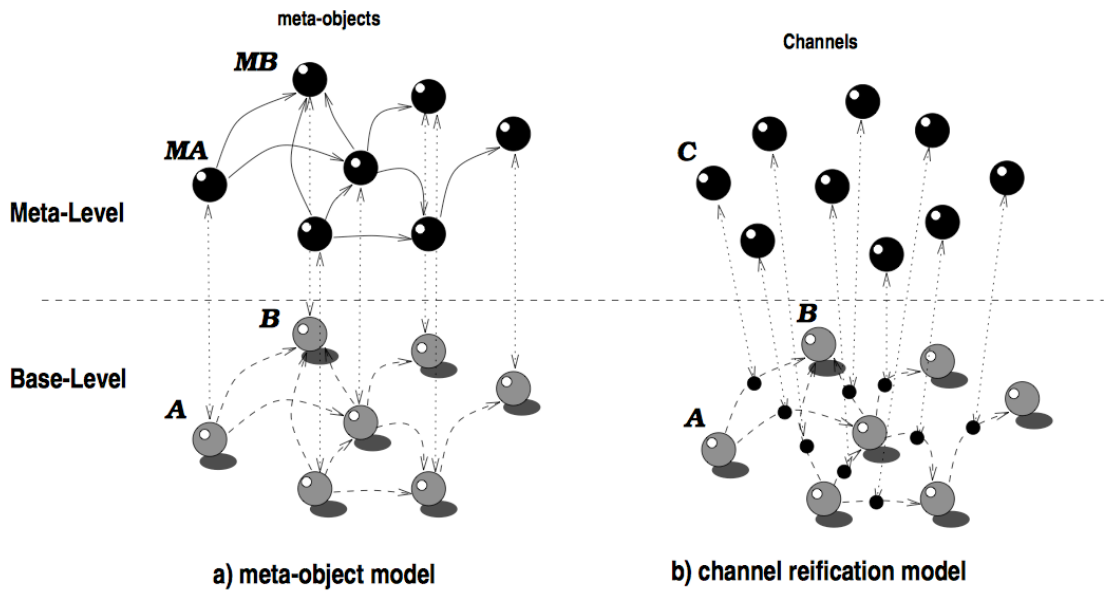 meta-objects
Channels
MB
MA
C
Meta-Level
B
B
Base-Level
A
A
a) meta-object model
b) channel reification model